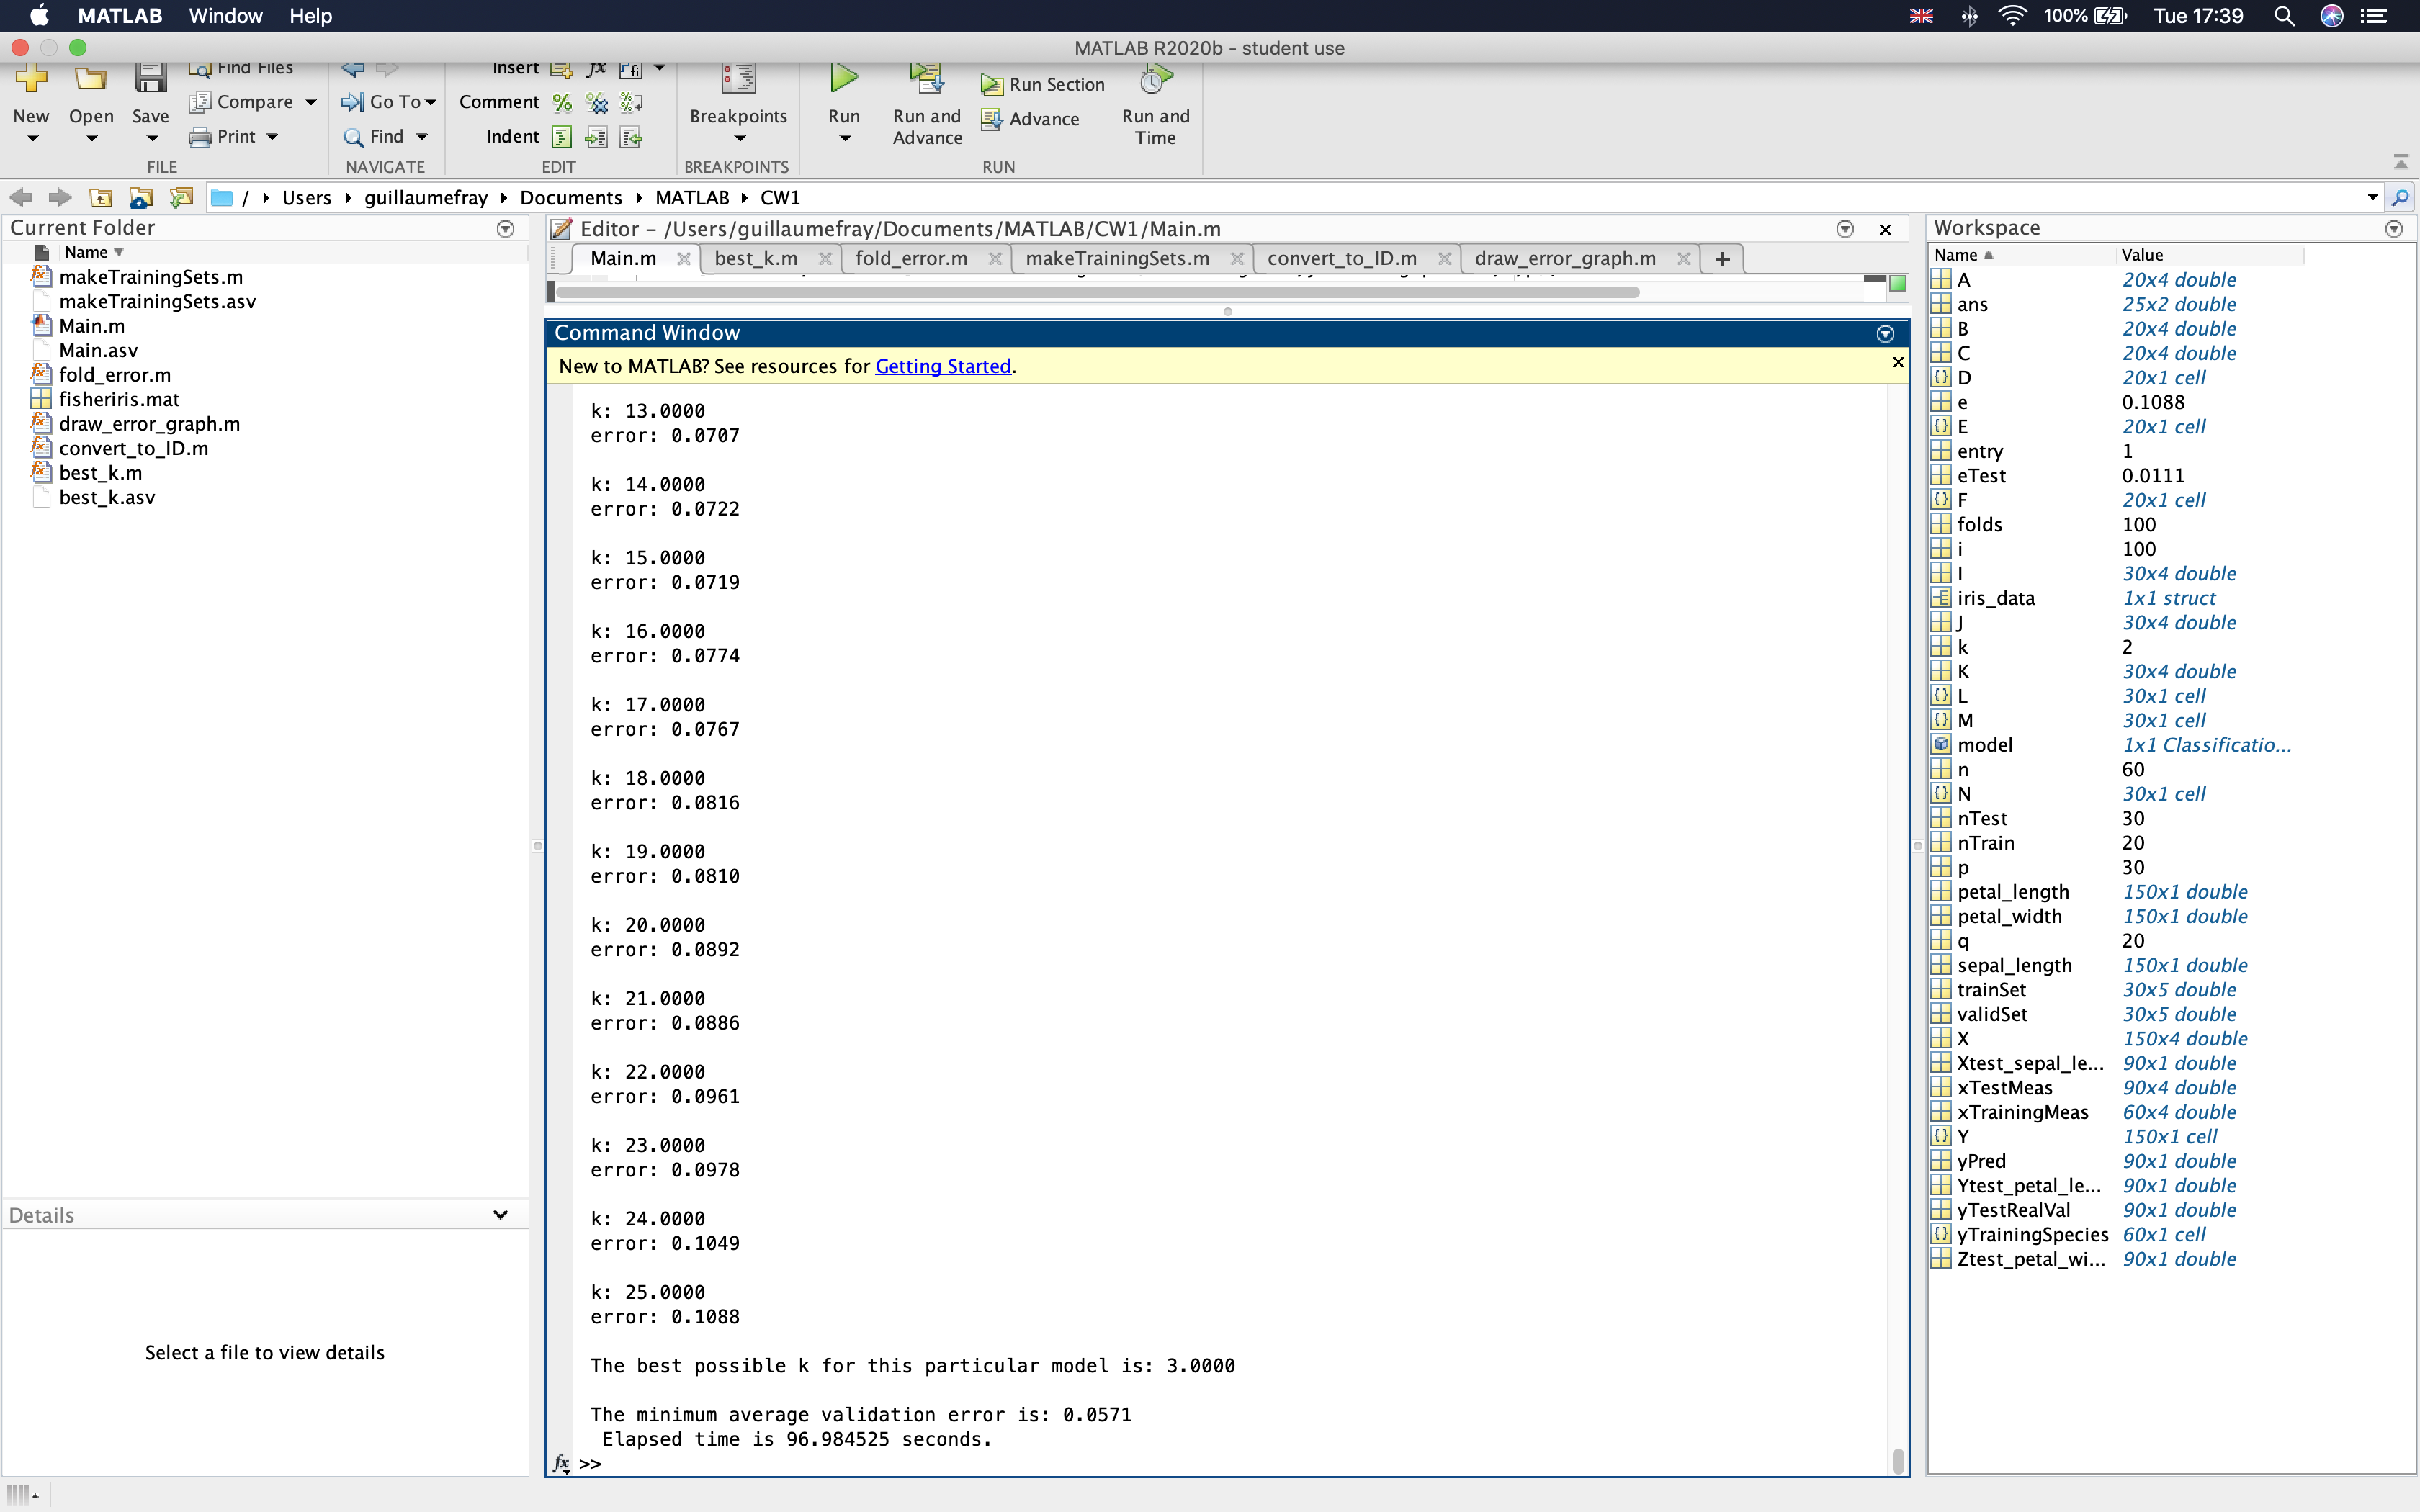 MATLAB Window Help 100% Tue 17:39
MATLAB R2020b - student use
New Open Save Find Files Compare Print
FILE
Go To Find
NAVIGATE
Insert Comment Indent
EDIT
Breakpoints
BREAKPOINTS
Run Run and Advance Run Section Advance Run and Time
RUN
/ Users guillaumefray Documents MATLAB CW1
Current Folder
Name
makeTrainingSets.m
makeTrainingSets.asv
Main.m
Main.asv
fold_error.m
fisheriris.mat
draw_error_graph.m
convert_to_ID.m
best_k.m
best_k.asv
Details
Select a file to view details
Editor – /Users/guillaumefray/Documents/MATLAB/CW1/Main.m
Main.m best_k.m fold_error.m makeTrainingSets.m convert_to_ID.m draw_error_graph.m +
Command Window
New to MATLAB? See resources for Getting Started.
k: 13.0000
error: 0.0707
k: 14.0000
error: 0.0722
k: 15.0000
error: 0.0719
k: 16.0000
error: 0.0774
k: 17.0000
error: 0.0767
k: 18.0000
error: 0.0816
k: 19.0000
error: 0.0810
k: 20.0000
error: 0.0892
k: 21.0000
error: 0.0886
k: 22.0000
error: 0.0961
k: 23.0000
error: 0.0978
k: 24.0000
error: 0.1049
k: 25.0000
error: 0.1088
The best possible k for this particular model is: 3.0000
The minimum average validation error is: 0.0571
Elapsed time is 96.984525 seconds.
fx >>
Workspace
Name Value
A 20x4 double
ans 25x2 double
B 20x4 double
C 20x4 double
D 20x1 cell
e 0.1088
E 20x1 cell
entry 1
eTest 0.0111
F 20x1 cell
folds 100
i 100
I 30x4 double
iris_data 1x1 struct
J 30x4 double
k 2
K 30x4 double
L 30x1 cell
M 30x1 cell
model 1x1 Classificatio...
n 60
N 30x1 cell
nTest 30
nTrain 20
p 30
petal_length 150x1 double
petal_width 150x1 double
q 20
sepal_length 150x1 double
trainSet 30x5 double
validSet 30x5 double
X 150x4 double
Xtest_sepal_le... 90x1 double
xTestMeas 90x4 double
xTrainingMeas 60x4 double
Y 150x1 cell
yPred 90x1 double
Ytest_petal_le... 90x1 double
yTestRealVal 90x1 double
yTrainingSpecies 60x1 cell
Ztest_petal_wi... 90x1 double